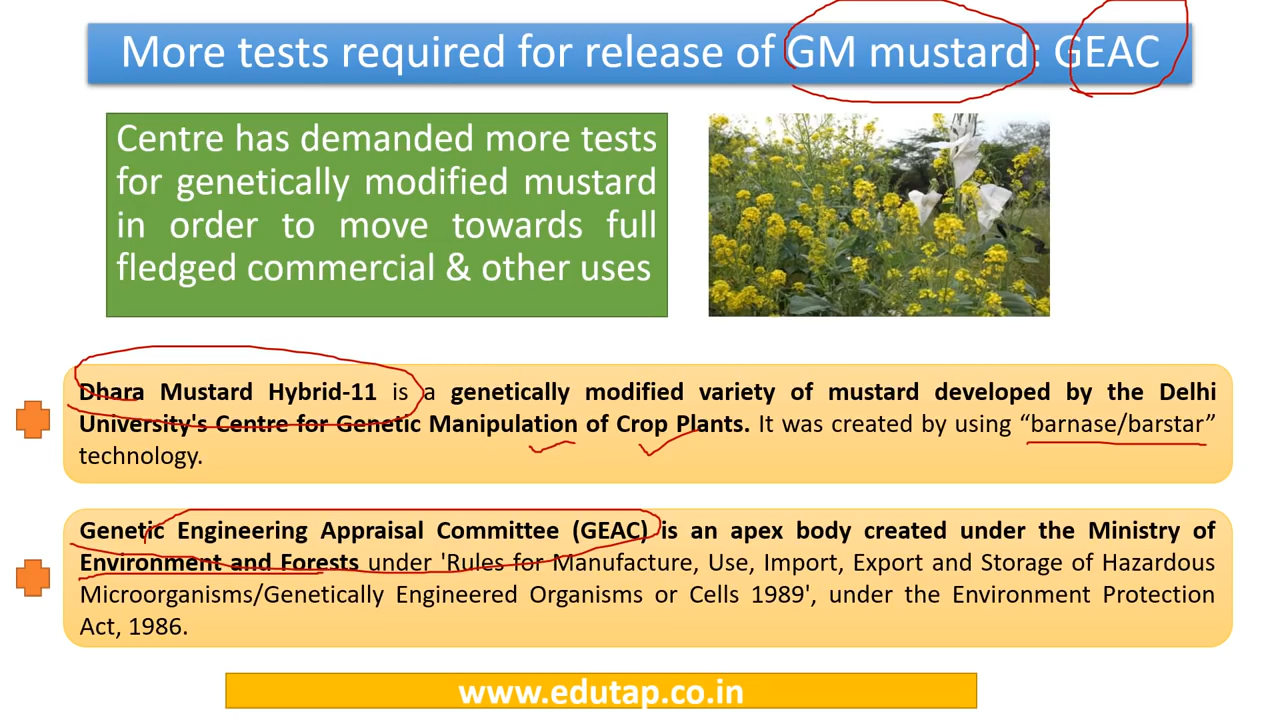 More tests required for release of GM mustard: GEAC
Centre has demanded more tests
for genetically modified mustard
in order to move towards full
fledged commercial & other uses
Dhara Mustard Hybrid-11 is a genetically modified variety of mustard developed by the Delhi
University's Centre for Genetic Manipulation of Crop Plants. It was created by using “barnase/barstar”
technology.
Genetic Engineering Appraisal Committee (GEAC) is an apex body created under the Ministry of
Environment and Forests under 'Rules for Manufacture, Use, Import, Export and Storage of Hazardous
Microorganisms/Genetically Engineered Organisms or Cells 1989', under the Environment Protection
Act, 1986.
www.edutap.co.in